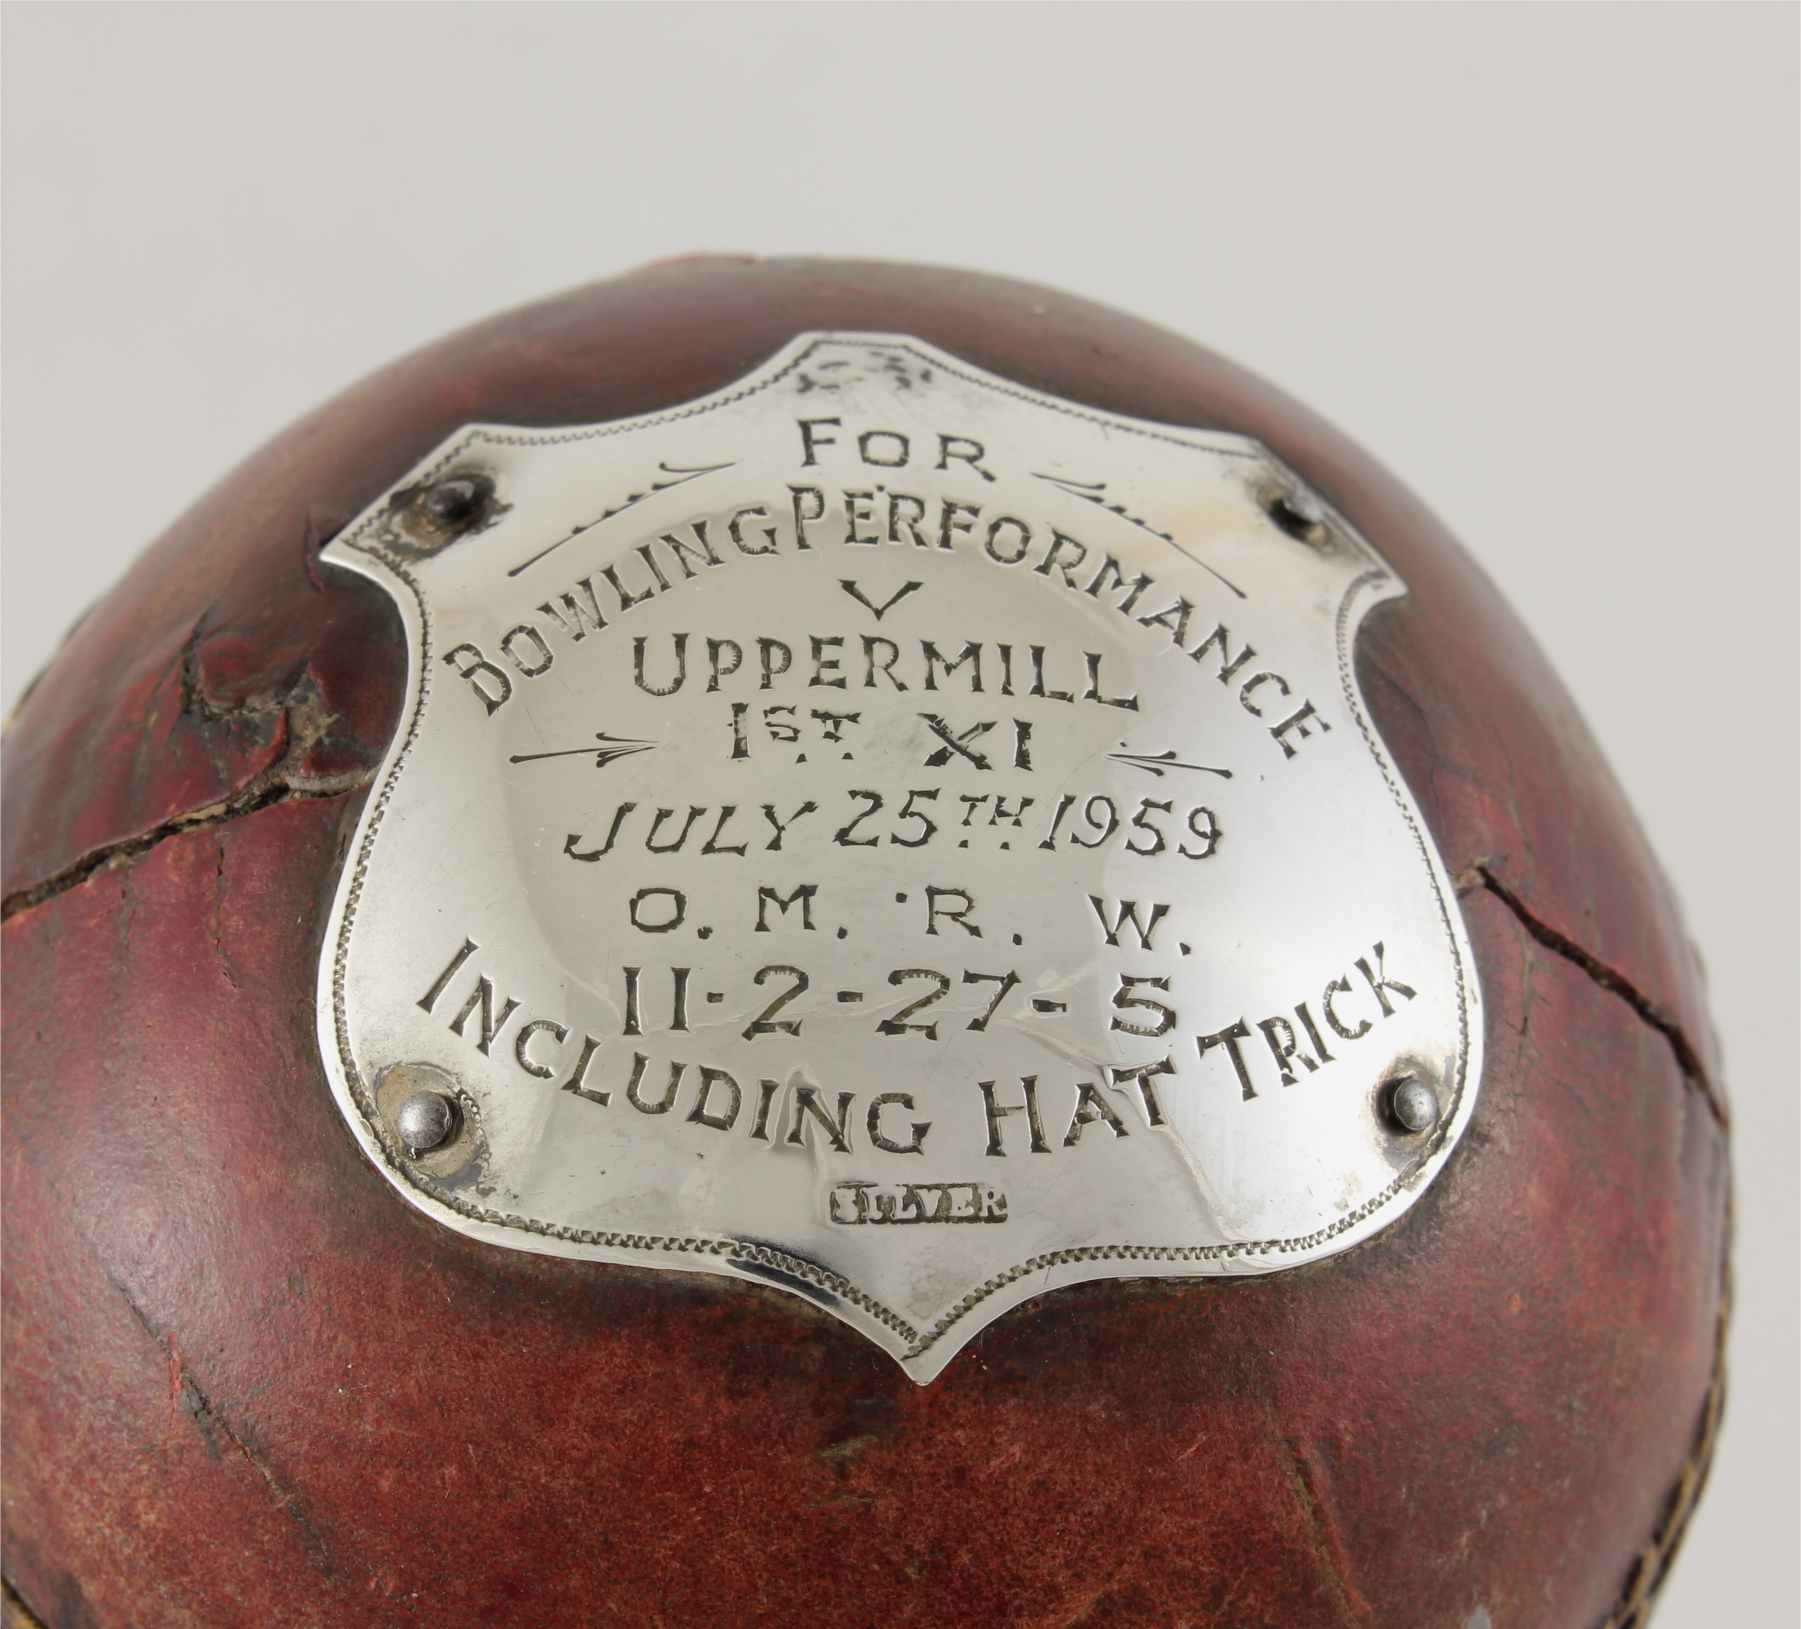 FOR
BOWLING PERFORMANCE
V
UPPERMILL
1ST XI
JULY 25TH 1959
O. M. R. W.
11-2-27-5
INCLUDING HAT TRICK
SILVER